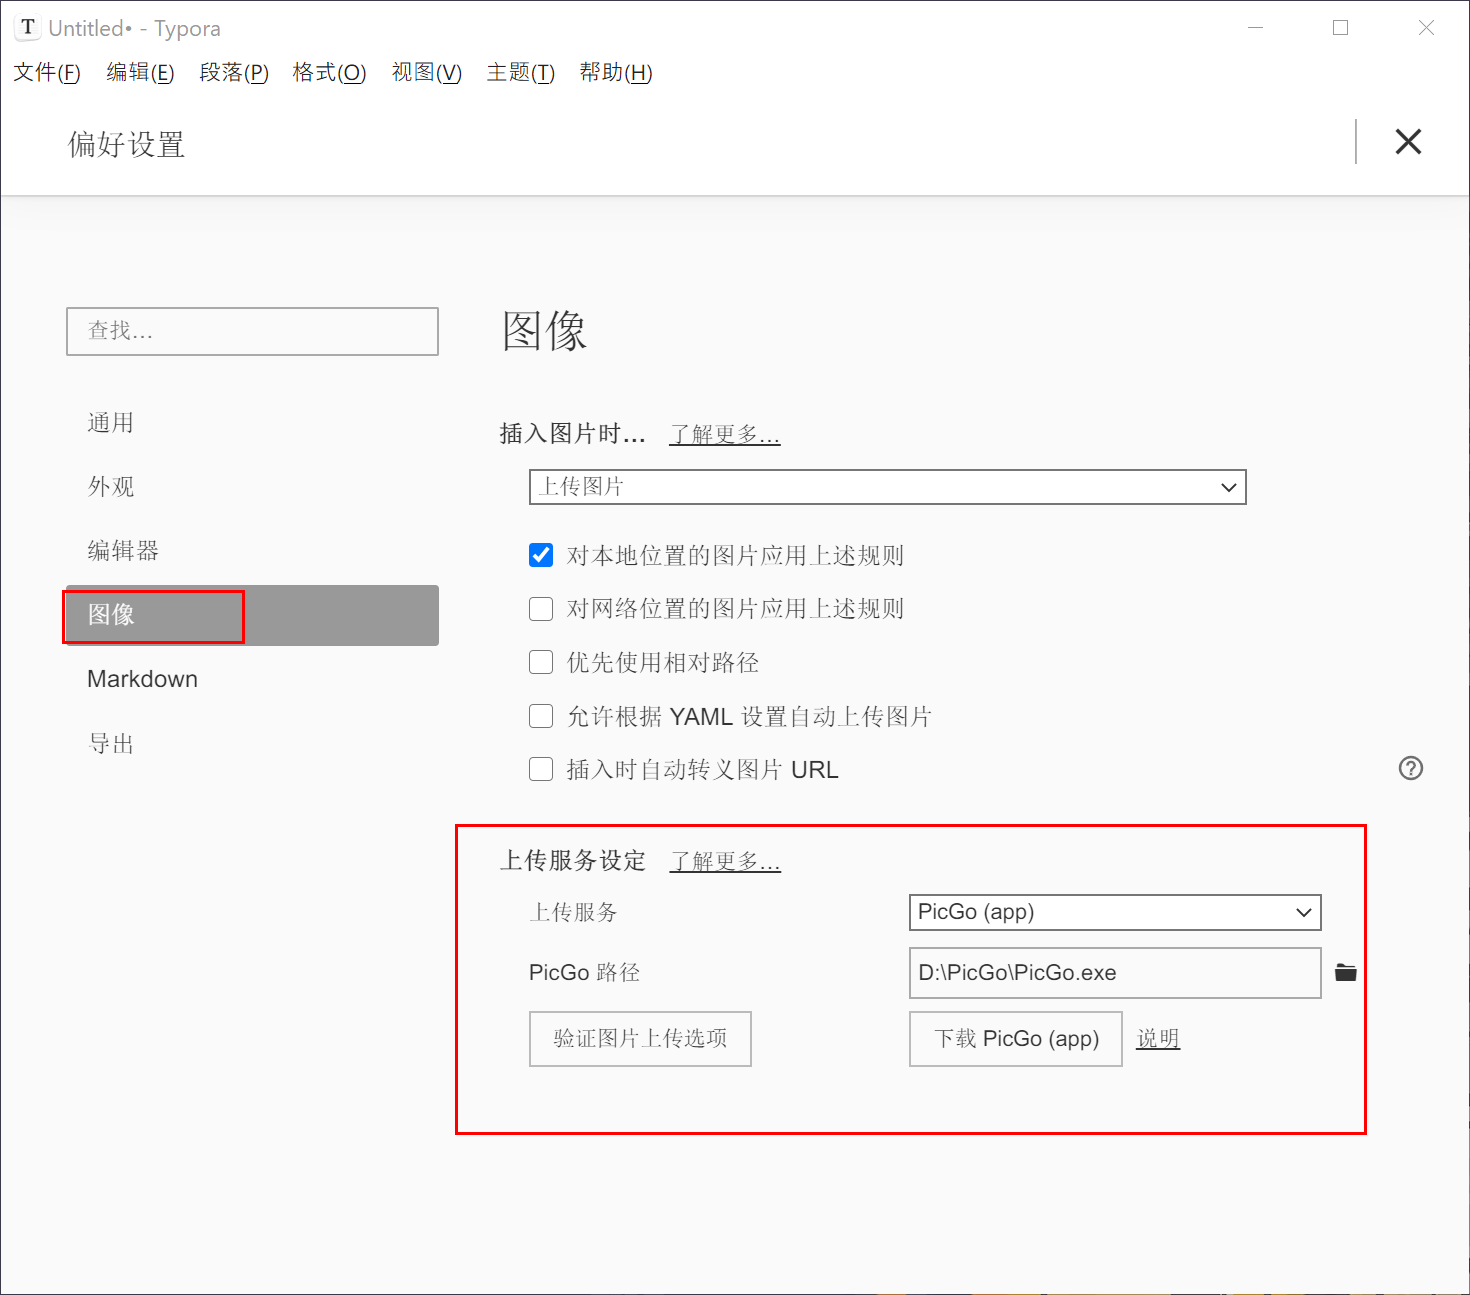 T Untitled• - Typora
文件(F) 编辑(E) 段落(P) 格式(O) 视图(V) 主题(T) 帮助(H)
偏好设置
查找...
通用
外观
编辑器
图像
Markdown
导出
图像
插入图片时... 了解更多...
上传图片
对本地位置的图片应用上述规则
对网络位置的图片应用上述规则
优先使用相对路径
允许根据 YAML 设置自动上传图片
插入时自动转义图片 URL
上传服务设定 了解更多...
上传服务 PicGo (app)
PicGo 路径 D:\PicGo\PicGo.exe
验证图片上传选项 下载 PicGo (app) 说明